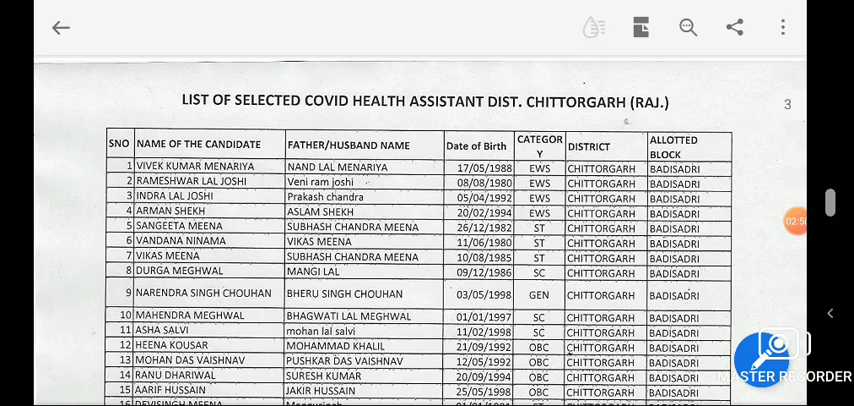 LIST OF SELECTED COVID HEALTH ASSISTANT DIST. CHITTORGARH (RAJ.)
3
SNO NAME OF THE CANDIDATE FATHER/HUSBAND NAME Date of Birth CATEGORY DISTRICT ALLOTTED BLOCK
1 VIVEK KUMAR MENARIYA NAND LAL MENARIYA 17/05/1988 EWS CHITTORGARH BADISADRI
2 RAMESHWAR LAL JOSHI Veni ram joshi 08/08/1980 EWS CHITTORGARH BADISADRI
3 INDRA LAL JOSHI Prakash chandra 05/04/1992 EWS CHITTORGARH BADISADRI
4 ARMAN SHEKH ASLAM SHEKH 20/02/1994 EWS CHITTORGARH BADISADRI
5 SANGEETA MEENA SUBHASH CHANDRA MEENA 26/12/1982 ST CHITTORGARH BADISADRI
6 VANDANA NINAMA VIKAS MEENA 11/06/1980 ST CHITTORGARH BADISADRI
7 VIKAS MEENA SUBHASH CHANDRA MEENA 10/08/1985 ST CHITTORGARH BADISADRI
8 DURGA MEGHWAL MANGI LAL 09/12/1986 SC CHITTORGARH BADISADRI
9 NARENDRA SINGH CHOUHAN BHERU SINGH CHOUHAN 03/05/1998 GEN CHITTORGARH BADISADRI
10 MAHENDRA MEGHWAL BHAGWATI LAL MEGHWAL 01/01/1997 SC CHITTORGARH BADISADRI
11 ASHA SALVI mohan lal salvi 11/02/1998 SC CHITTORGARH BADISADRI
12 HEENA KOUSAR MOHAMMAD KHALIL 21/09/1992 OBC CHITTORGARH BADISADRI
13 MOHAN DAS VAISHNAV PUSHKAR DAS VAISHNAV 12/05/1992 OBC CHITTORGARH BADISADRI
14 RANU DHARIWAL SURESH KUMAR 20/09/1994 OBC CHITTORGARH BADISADRI
15 AARIF HUSSAIN JAKIR HUSSAIN 25/05/1998 OBC CHITTORGARH BADISADRI
16 DEVISINGH MEENA
MASTER RECORDER